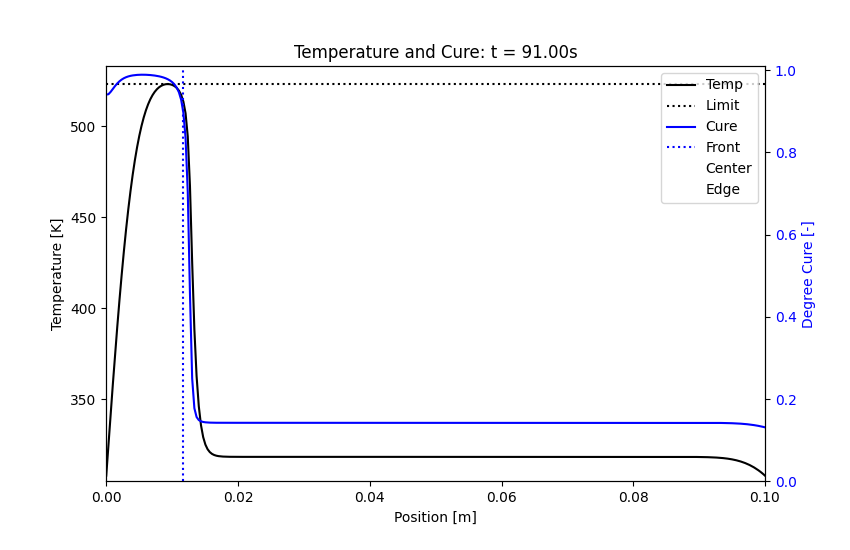 Temperature and Cure: t = 91.00s
Temp
Limit
Cure
Front
Center
Edge
Temperature [K]
500
450
400
350
Degree Cure [-]
1.0
0.8
0.6
0.4
0.2
0.0
0.00 0.02 0.04 0.06 0.08 0.10
Position [m]